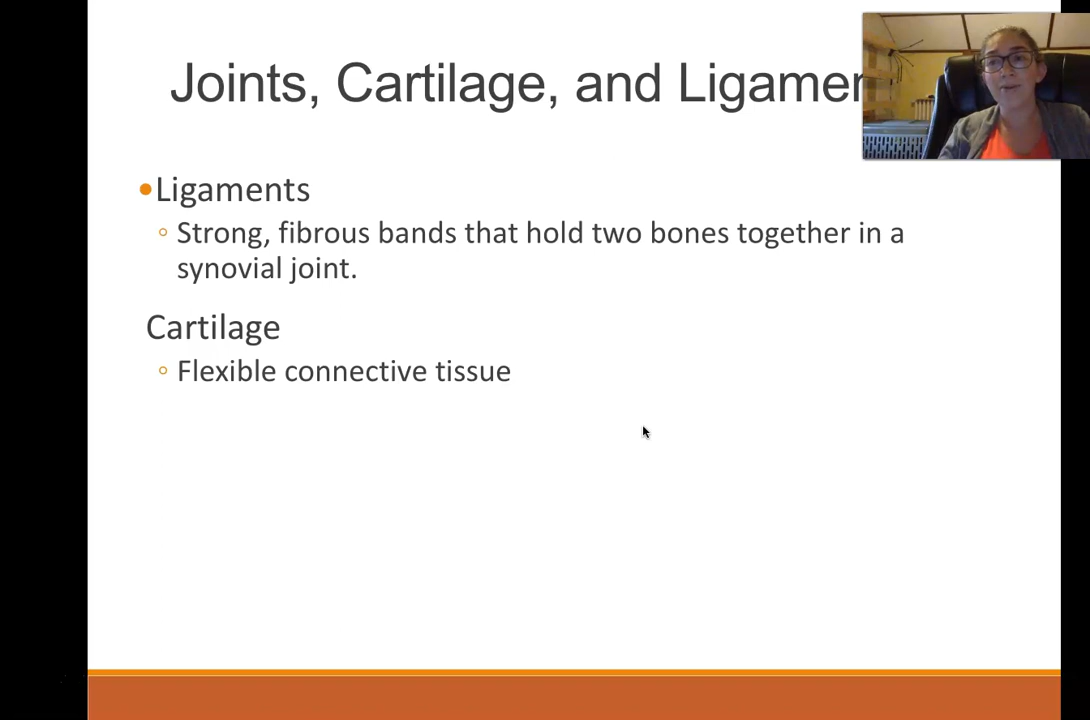 Joints, Cartilage, and
•Ligaments
◦ Strong, fibrous bands that hold two bones together in a
synovial joint.
Cartilage
◦ Flexible connective tissue